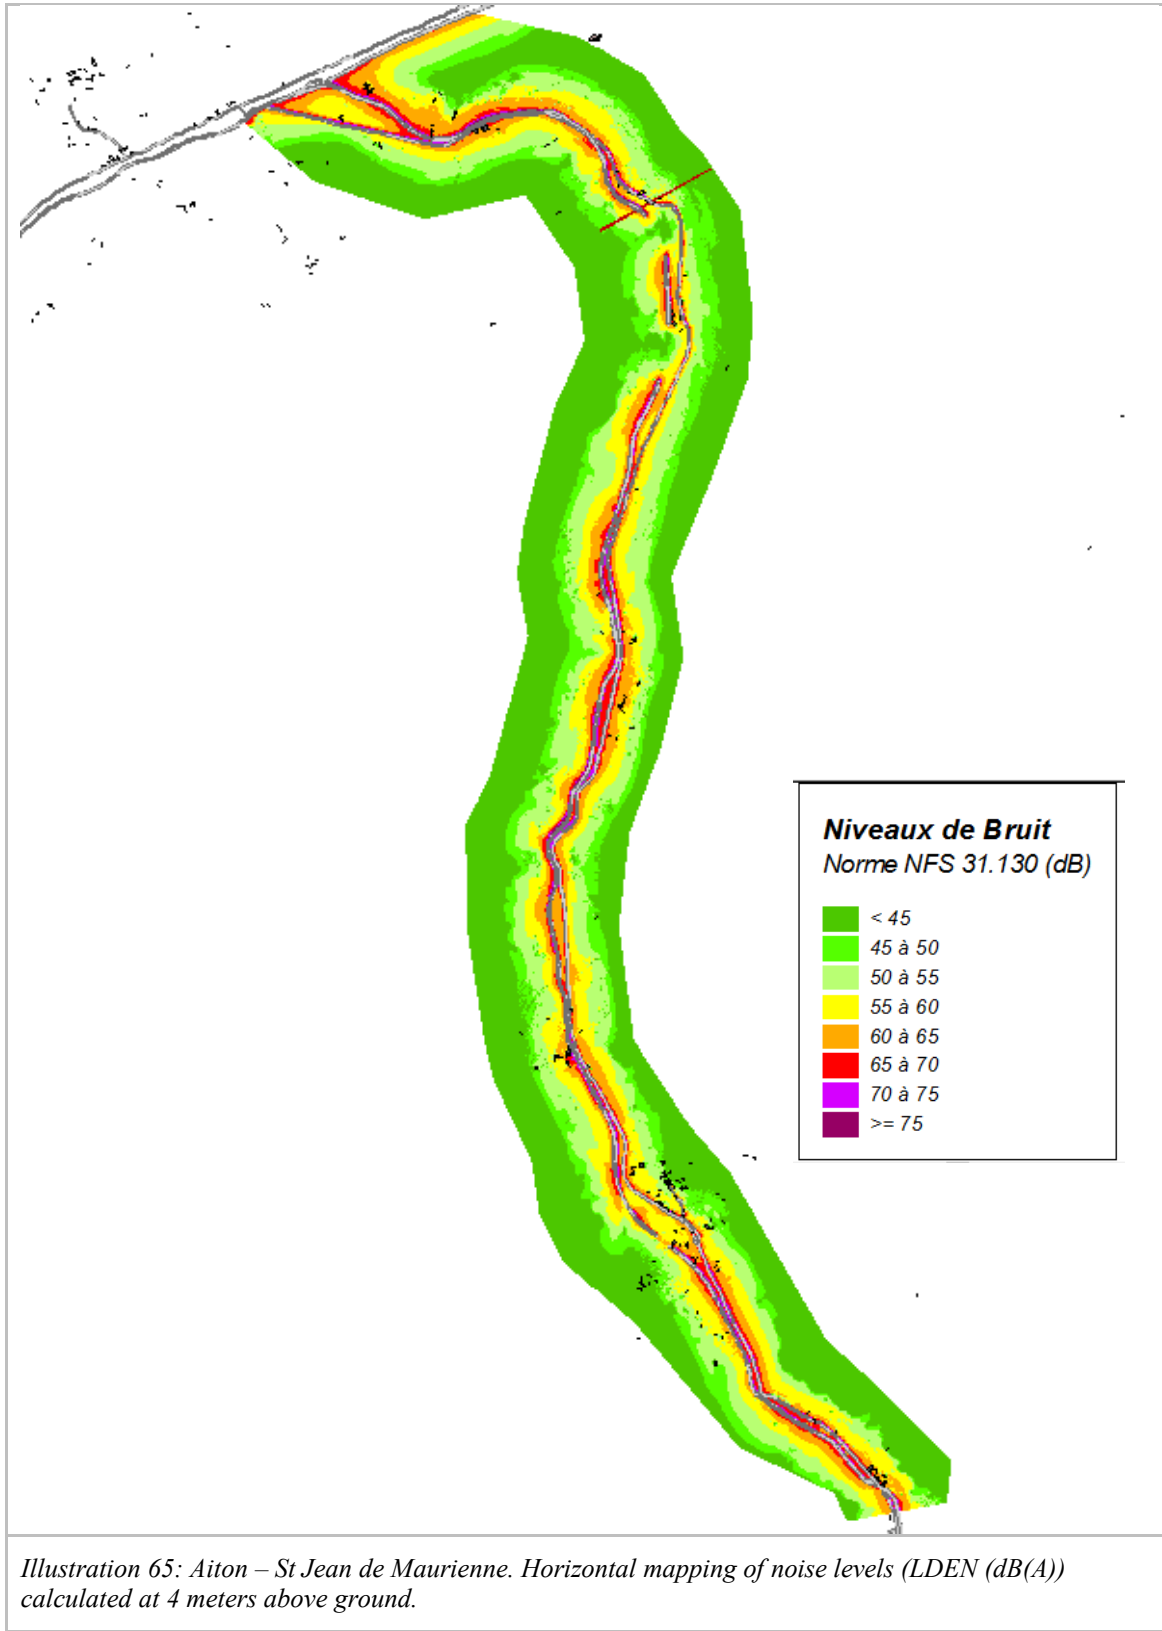 Niveaux de Bruit
Norme NFS 31.130 (dB)
< 45
45 à 50
50 à 55
55 à 60
60 à 65
65 à 70
70 à 75
>= 75
Illustration 65: Aiton – St Jean de Maurienne. Horizontal mapping of noise levels (LDEN (dB(A))
calculated at 4 meters above ground.